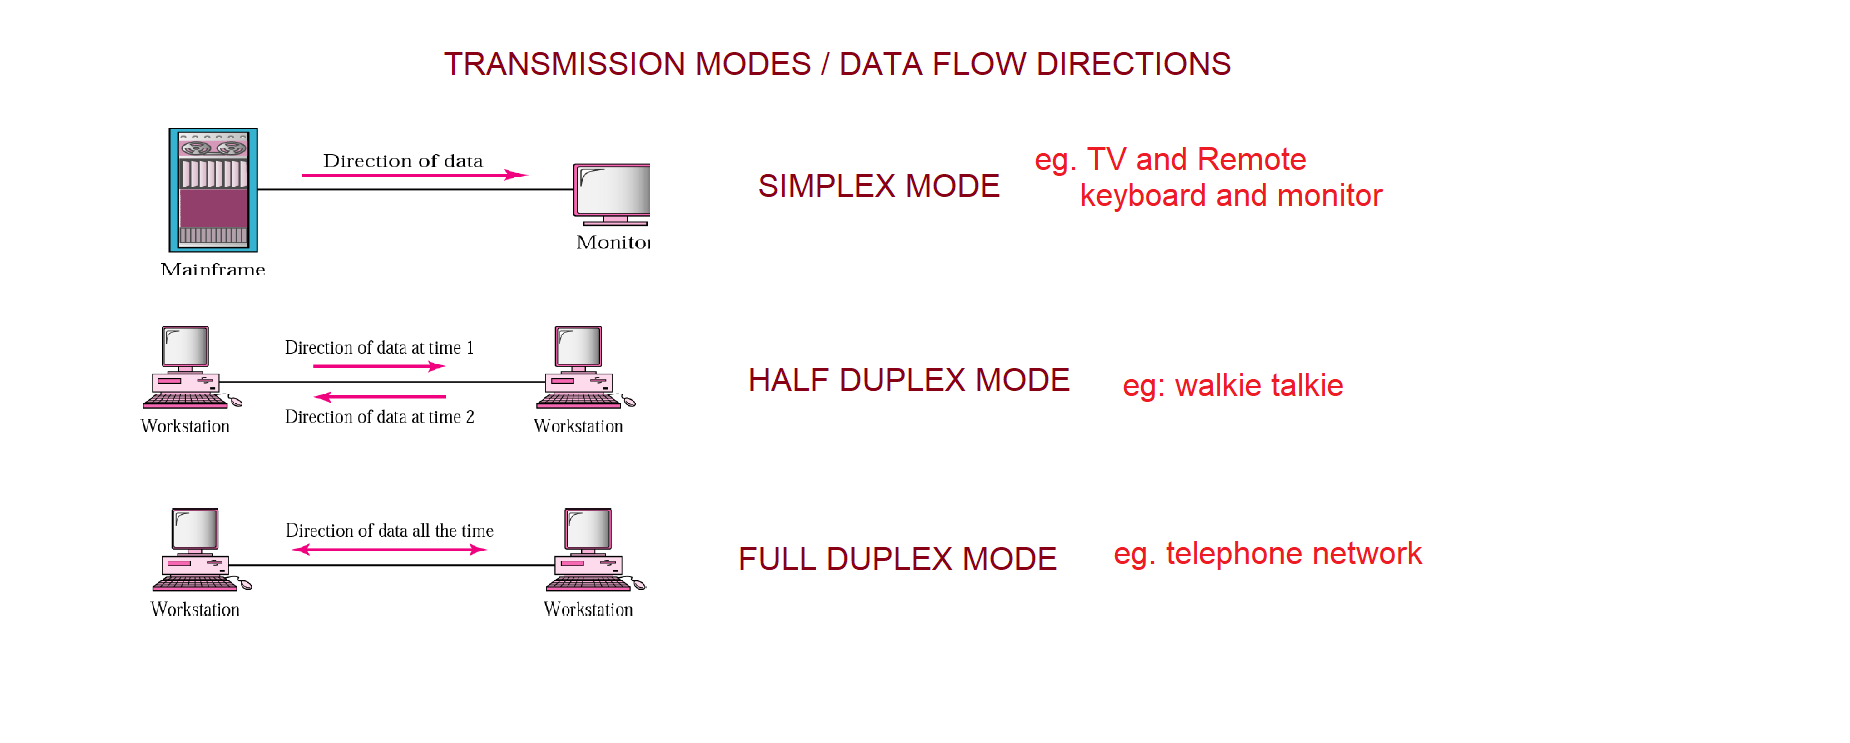 TRANSMISSION MODES / DATA FLOW DIRECTIONS
Direction of data
Mainframe
Monitor
SIMPLEX MODE
eg. TV and Remote
keyboard and monitor
Direction of data at time 1
Direction of data at time 2
Workstation
Workstation
HALF DUPLEX MODE
eg: walkie talkie
Direction of data all the time
Workstation
Workstation
FULL DUPLEX MODE
eg. telephone network